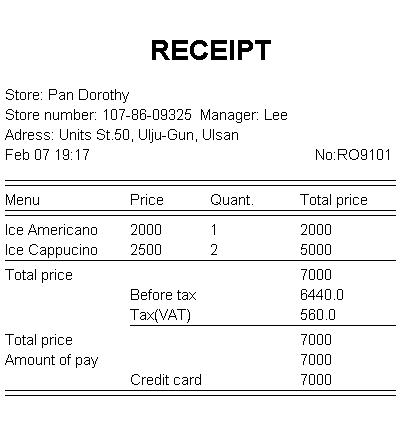 RECEIPT
Store: Pan Dorothy
Store number: 107-86-09325 Manager: Lee
Adress: Units St.50, Ulju-Gun, Ulsan
Feb 07 19:17 No:RO9101
Menu Price Quant. Total price
Ice Americano 2000 1 2000
Ice Cappucino 2500 2 5000
Total price 7000
Before tax 6440.0
Tax(VAT) 560.0
Total price 7000
Amount of pay 7000
Credit card 7000